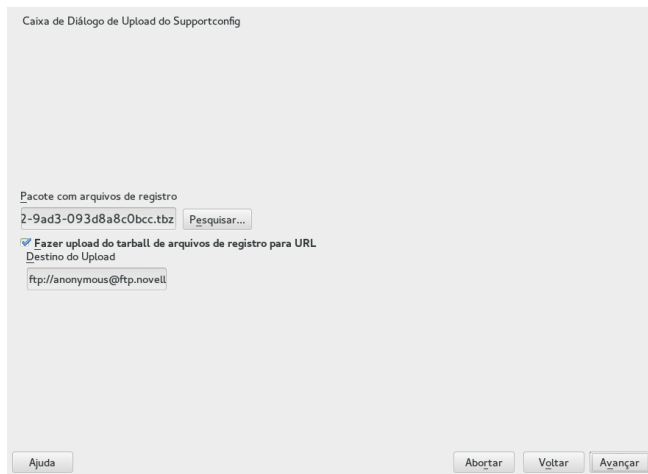 Caixa de Diálogo de Upload do Supportconfig
Pacote com arquivos de registro
2-9ad3-093d8a8c0bcc.tbz Pesquisar...
Fazer upload do tarball de arquivos de registro para URL
Destino do Upload
ftp://anonymous@ftp.novell
Ajuda Abortar Voltar Avançar